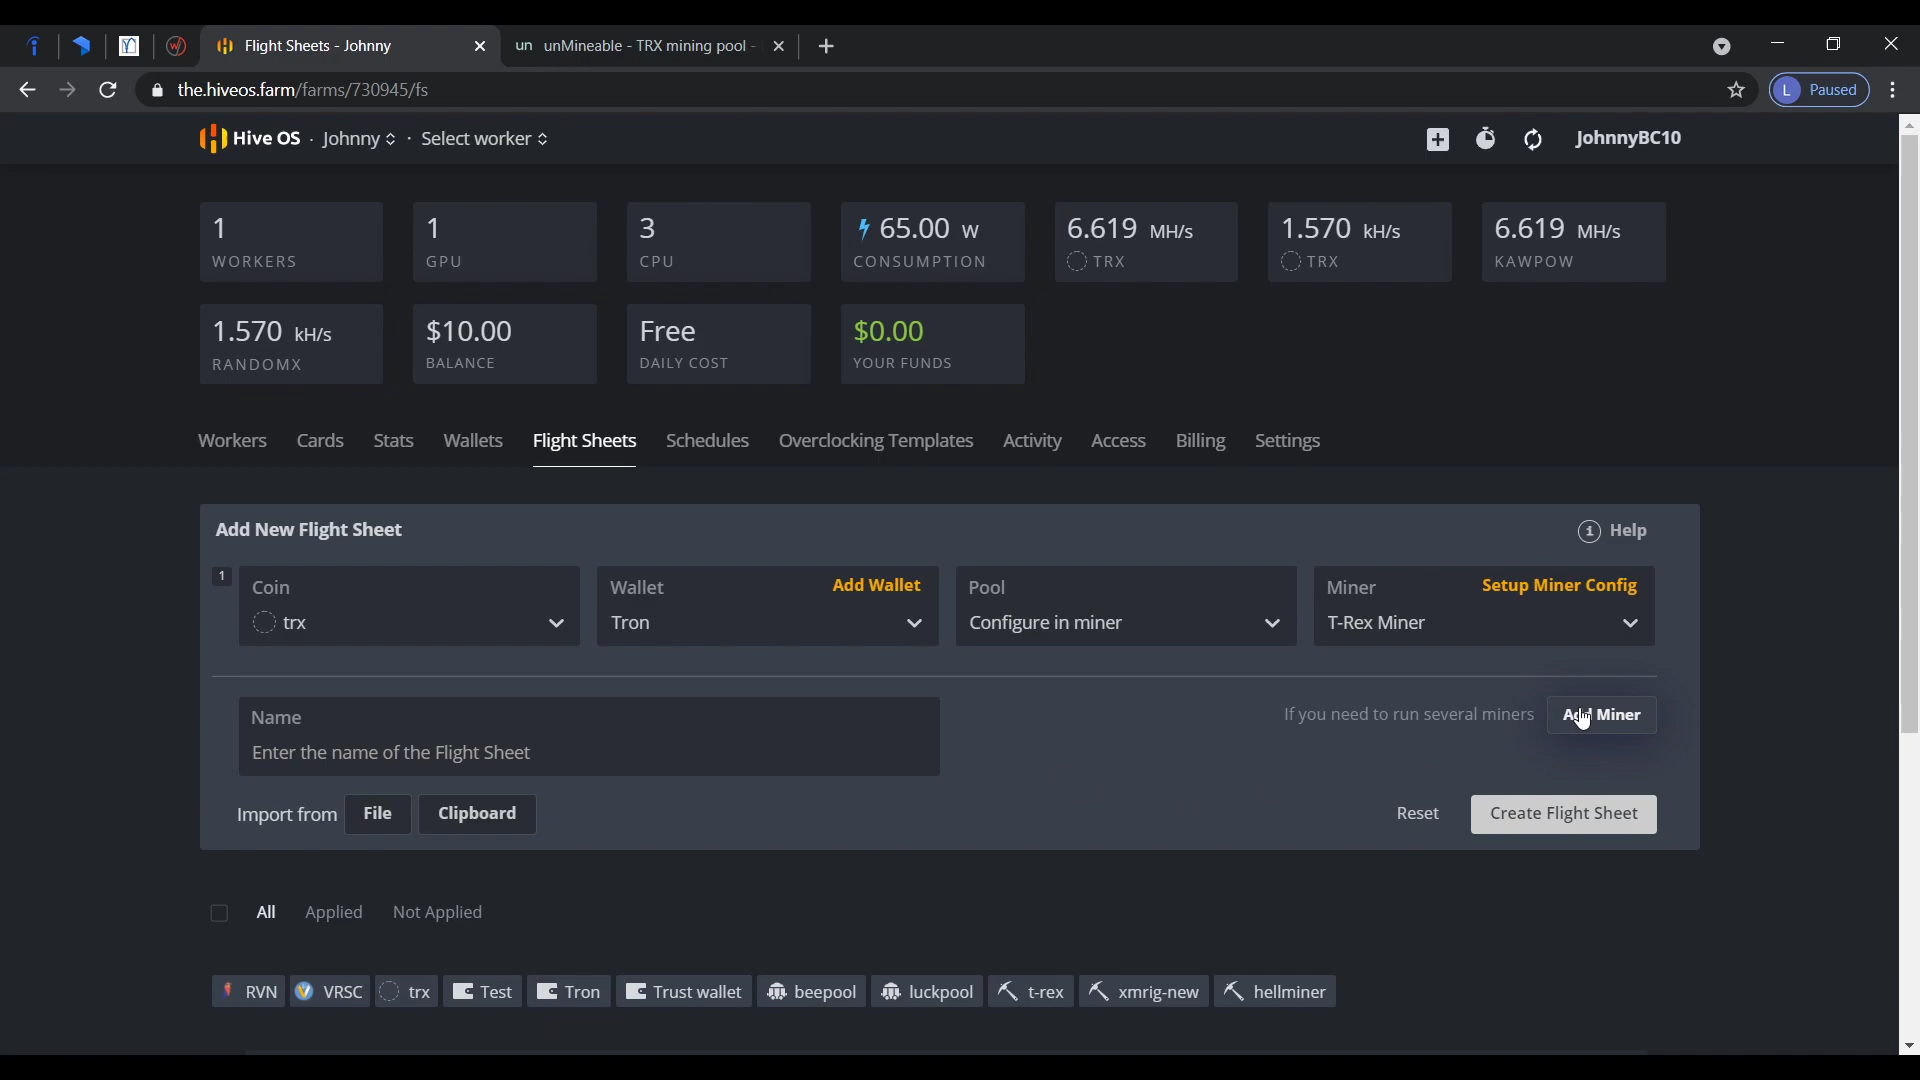 Flight Sheets - Johnny
un unMineable - TRX mining pool -
the.hiveos.farm/farms/730945/fs
L Paused
Hive OS · Johnny · Select worker
JohnnyBC10
1 1 3 65.00 W 6.619 MH/s 1.570 kH/s 6.619 MH/s
WORKERS GPU CPU CONSUMPTION TRX TRX KAWPOW
1.570 kH/s $10.00 Free $0.00
RANDOMX BALANCE DAILY COST YOUR FUNDS
Workers Cards Stats Wallets Flight Sheets Schedules Overclocking Templates Activity Access Billing Settings
Add New Flight Sheet Help
1 Coin Wallet Add Wallet Pool Miner Setup Miner Config
trx Tron Configure in miner T-Rex Miner
Name If you need to run several miners Add Miner
Enter the name of the Flight Sheet
Import from File Clipboard Reset Create Flight Sheet
All Applied Not Applied
RVN VRSC trx Test Tron Trust wallet beepool luckpool t-rex xmrig-new hellminer